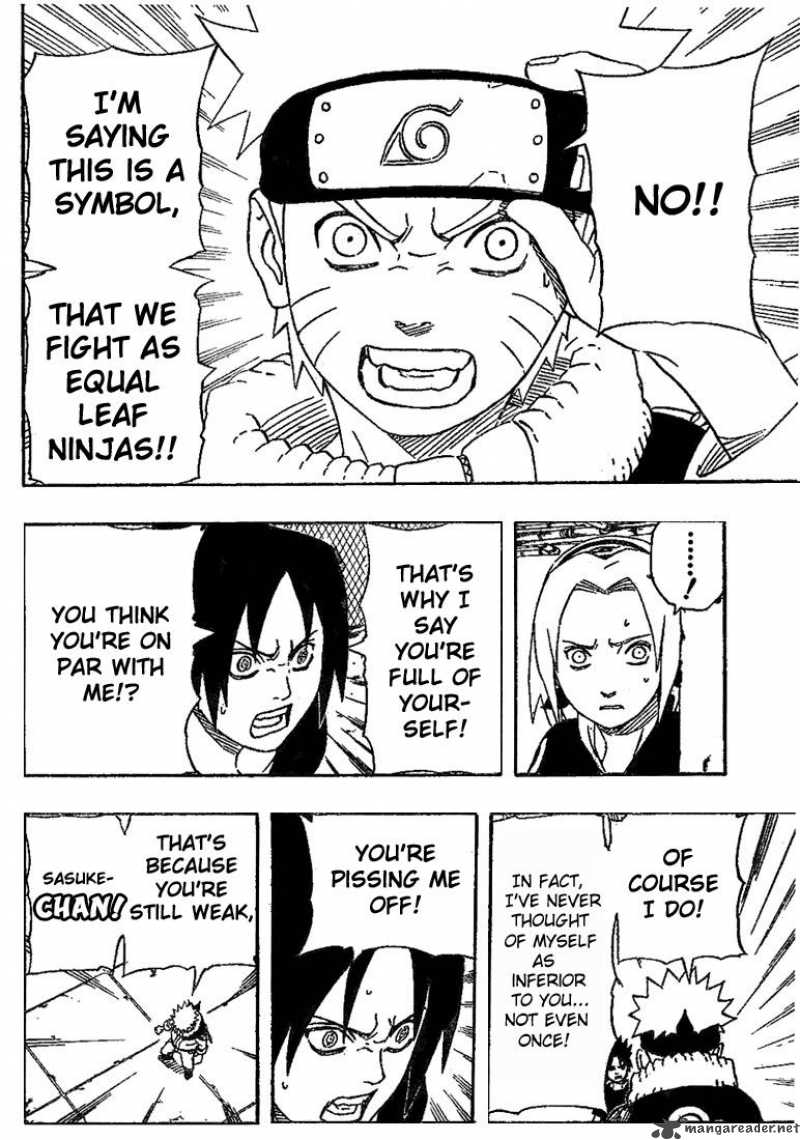 NO!!
I'M
SAYING
THIS IS A
SYMBOL,
THAT WE
FIGHT AS
EQUAL
LEAF
NINJAS!!
......!
THAT'S
WHY I
SAY
YOU'RE
FULL OF
YOUR-
SELF!
YOU THINK
YOU'RE ON
PAR WITH
ME!?
OF
COURSE
I DO!
IN FACT,
I'VE NEVER
THOUGHT
OF MYSELF
AS
INFERIOR
TO YOU...
NOT EVEN
ONCE!
YOU'RE
PISSING ME
OFF!
THAT'S
BECAUSE
YOU'RE
STILL WEAK,
SASUKE-
CHAN!
mangareader.net